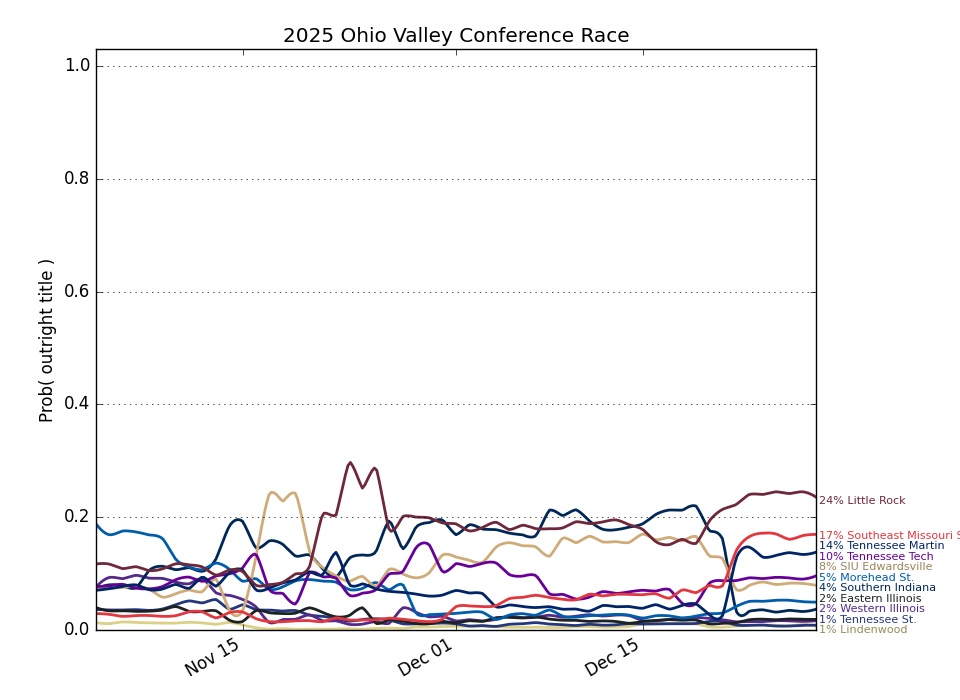 2025 Ohio Valley Conference Race
1.0
0.8
0.6
0.4
0.2
0.0
Prob( outright title )
Nov 15
Dec 01
Dec 15
24% Little Rock
17% Southeast Missouri S
14% Tennessee Martin
10% Tennessee Tech
8% SIU Edwardsville
5% Morehead St.
4% Southern Indiana
2% Eastern Illinois
2% Western Illinois
1% Tennessee St.
1% Lindenwood